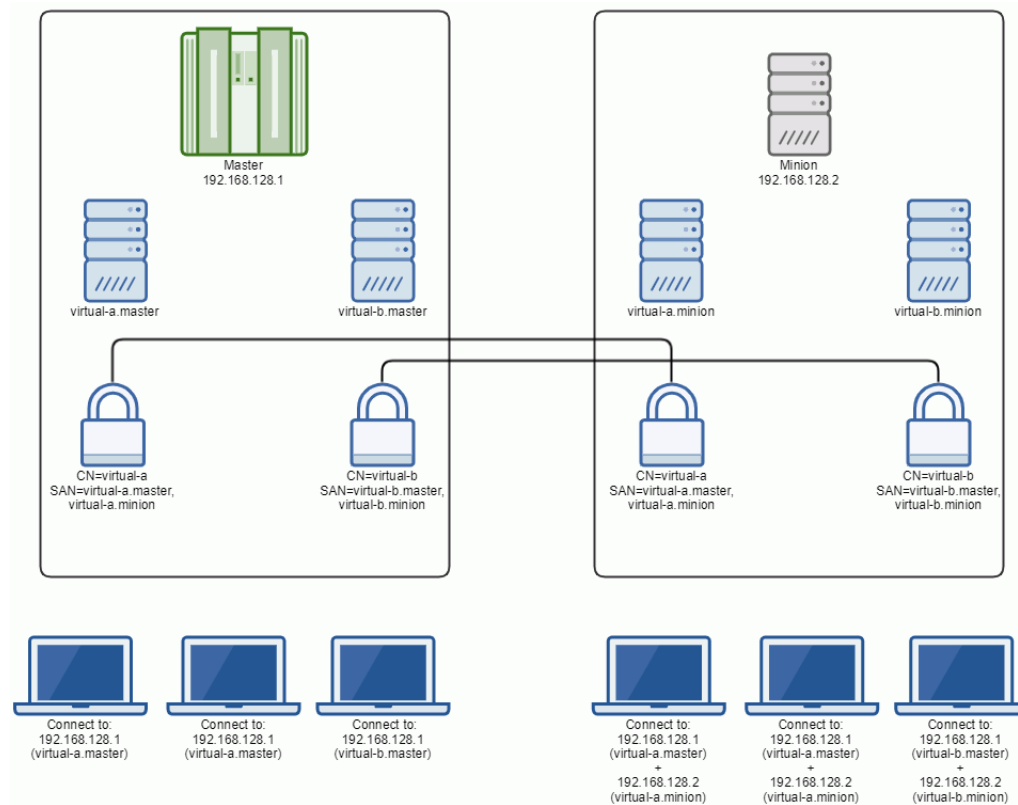 Master
192.168.128.1
Minion
192.168.128.2
virtual-a.master
virtual-b.master
virtual-a.minion
virtual-b.minion
CN=virtual-a
SAN=virtual-a.master,
virtual-a.minion
CN=virtual-b
SAN=virtual-b.master,
virtual-b.minion
CN=virtual-a
SAN=virtual-a.master,
virtual-a.minion
CN=virtual-b
SAN=virtual-b.master,
virtual-b.minion
Connect to:
192.168.128.1
(virtual-a.master)
Connect to:
192.168.128.1
(virtual-a.master)
Connect to:
192.168.128.1
(virtual-b.master)
Connect to:
192.168.128.1
(virtual-a.master)
+
192.168.128.2
(virtual-a.minion)
Connect to:
192.168.128.1
(virtual-a.master)
+
192.168.128.2
(virtual-a.minion)
Connect to:
192.168.128.1
(virtual-b.master)
+
192.168.128.2
(virtual-b.minion)